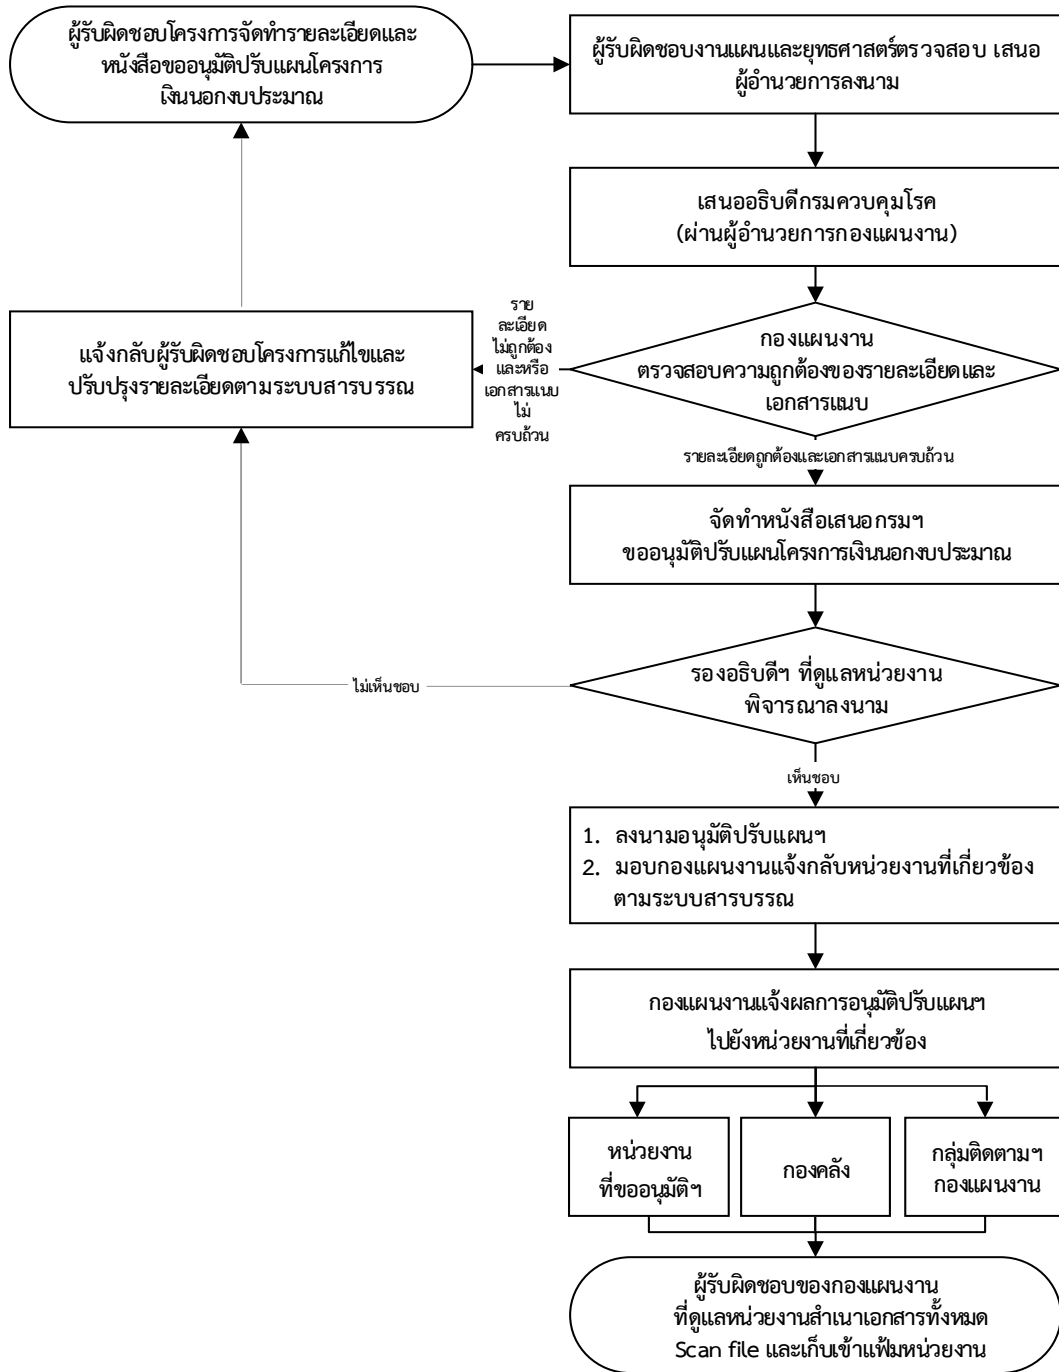 ผู้รับผิดชอบโครงการจัดทำรายละเอียดและ
หนังสือขออนุมัติปรับแผนโครงการ
เงินนอกงบประมาณ
ผู้รับผิดชอบงานแผนและยุทธศาสตร์ตรวจสอบ เสนอ
ผู้อำนวยการลงนาม
เสนออธิบดีกรมควบคุมโรค
(ผ่านผู้อำนวยการกองแผนงาน)
กองแผนงาน
ตรวจสอบความถูกต้องของรายละเอียดและ
เอกสารแนบ
ราย
ละเอียด
ไม่ถูกต้อง
และหรือ
เอกสารแนบ
ไม่
ครบถ้วน
แจ้งกลับผู้รับผิดชอบโครงการแก้ไขและ
ปรับปรุงรายละเอียดตามระบบสารบรรณ
รายละเอียดถูกต้องและเอกสารแนบครบถ้วน
จัดทำหนังสือเสนอกรมฯ
ขออนุมัติปรับแผนโครงการเงินนอกงบประมาณ
รองอธิบดีฯ ที่ดูแลหน่วยงาน
พิจารณาลงนาม
ไม่เห็นชอบ
เห็นชอบ
1. ลงนามอนุมัติปรับแผนฯ
2. มอบกองแผนงานแจ้งกลับหน่วยงานที่เกี่ยวข้อง
ตามระบบสารบรรณ
กองแผนงานแจ้งผลการอนุมัติปรับแผนฯ
ไปยังหน่วยงานที่เกี่ยวข้อง
หน่วยงาน
ที่ขออนุมัติฯ
กองคลัง
กลุ่มติดตามฯ
กองแผนงาน
ผู้รับผิดชอบของกองแผนงาน
ที่ดูแลหน่วยงานสำเนาเอกสารทั้งหมด
Scan file และเก็บเข้าแฟ้มหน่วยงาน